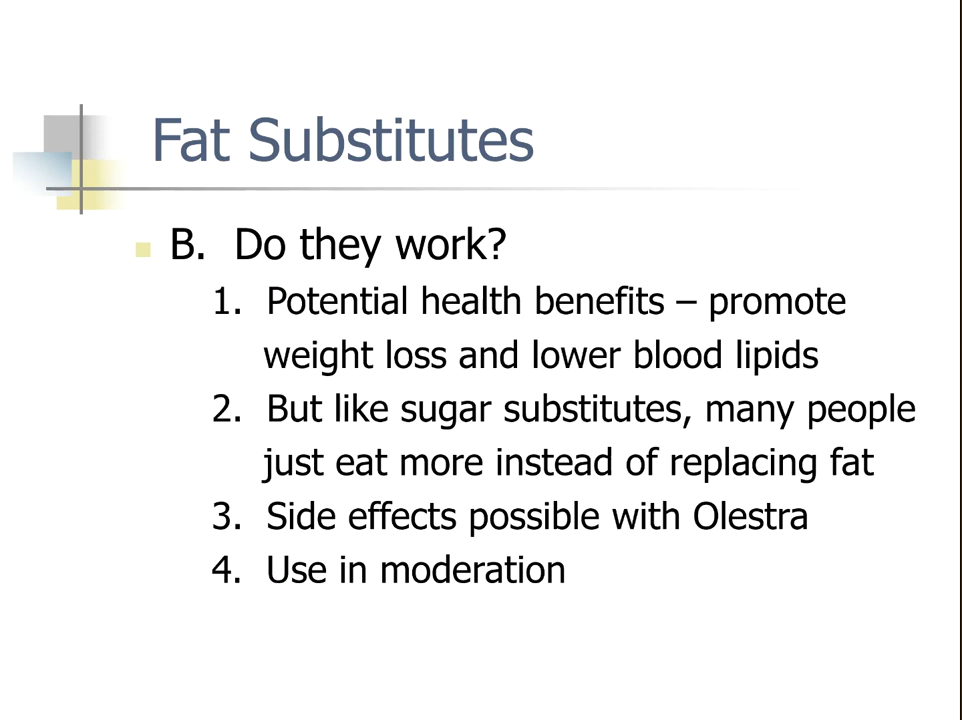 Fat Substitutes
B. Do they work?
1. Potential health benefits – promote
weight loss and lower blood lipids
2. But like sugar substitutes, many people
just eat more instead of replacing fat
3. Side effects possible with Olestra
4. Use in moderation